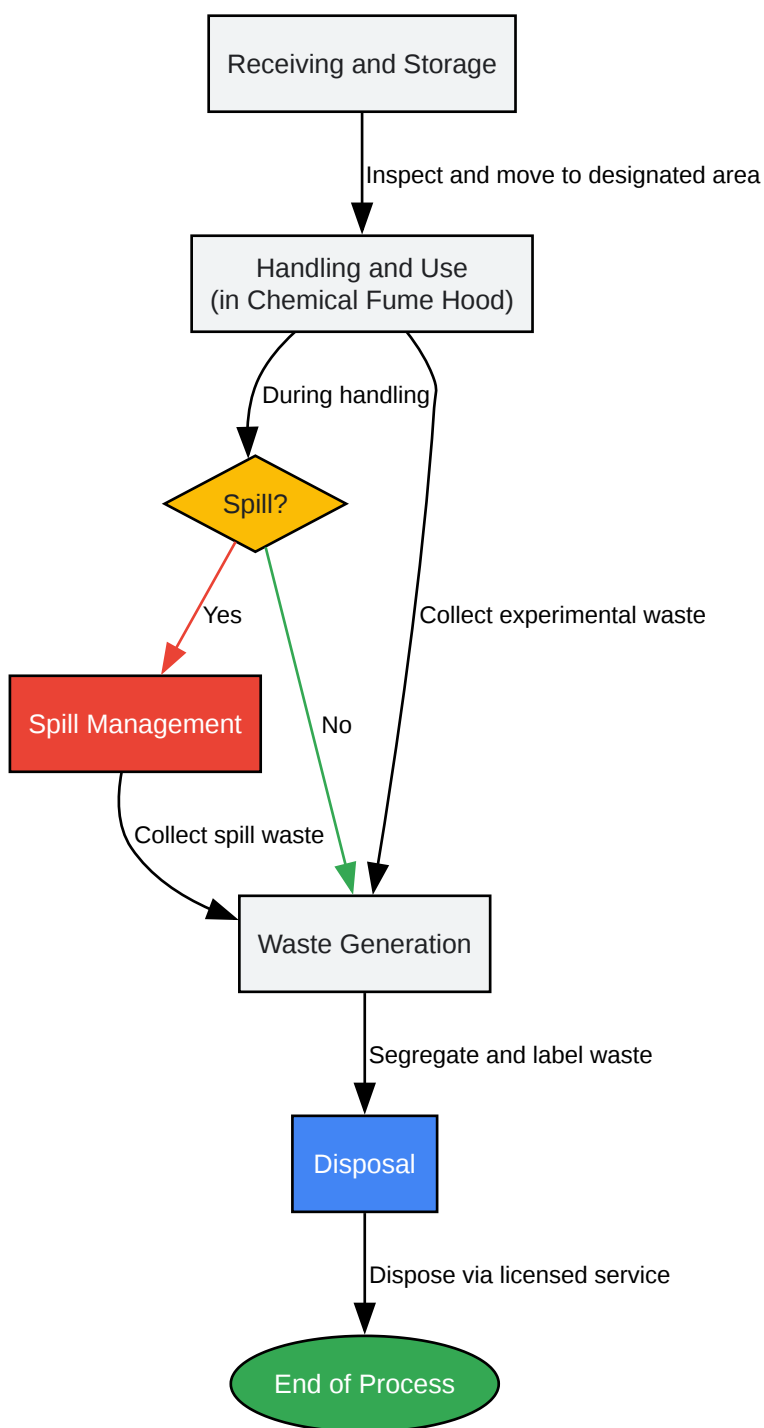 Receiving and Storage
Inspect and move to designated area
Handling and Use
(in Chemical Fume Hood)
During handling
Spill?
Yes
Collect experimental waste
Spill Management
No
Collect spill waste
Waste Generation
Segregate and label waste
Disposal
Dispose via licensed service
End of Process